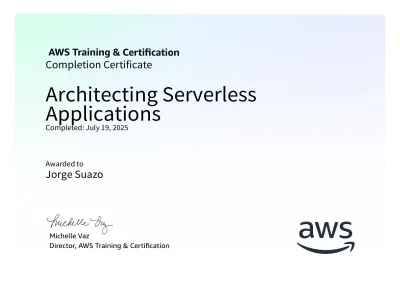 AWS Training & Certification
Completion Certificate
Architecting Serverless
Applications
Completed: July 19, 2025
Awarded to
Jorge Suazo
Michelle Vaz
Michelle Vaz
Director, AWS Training & Certification
aws